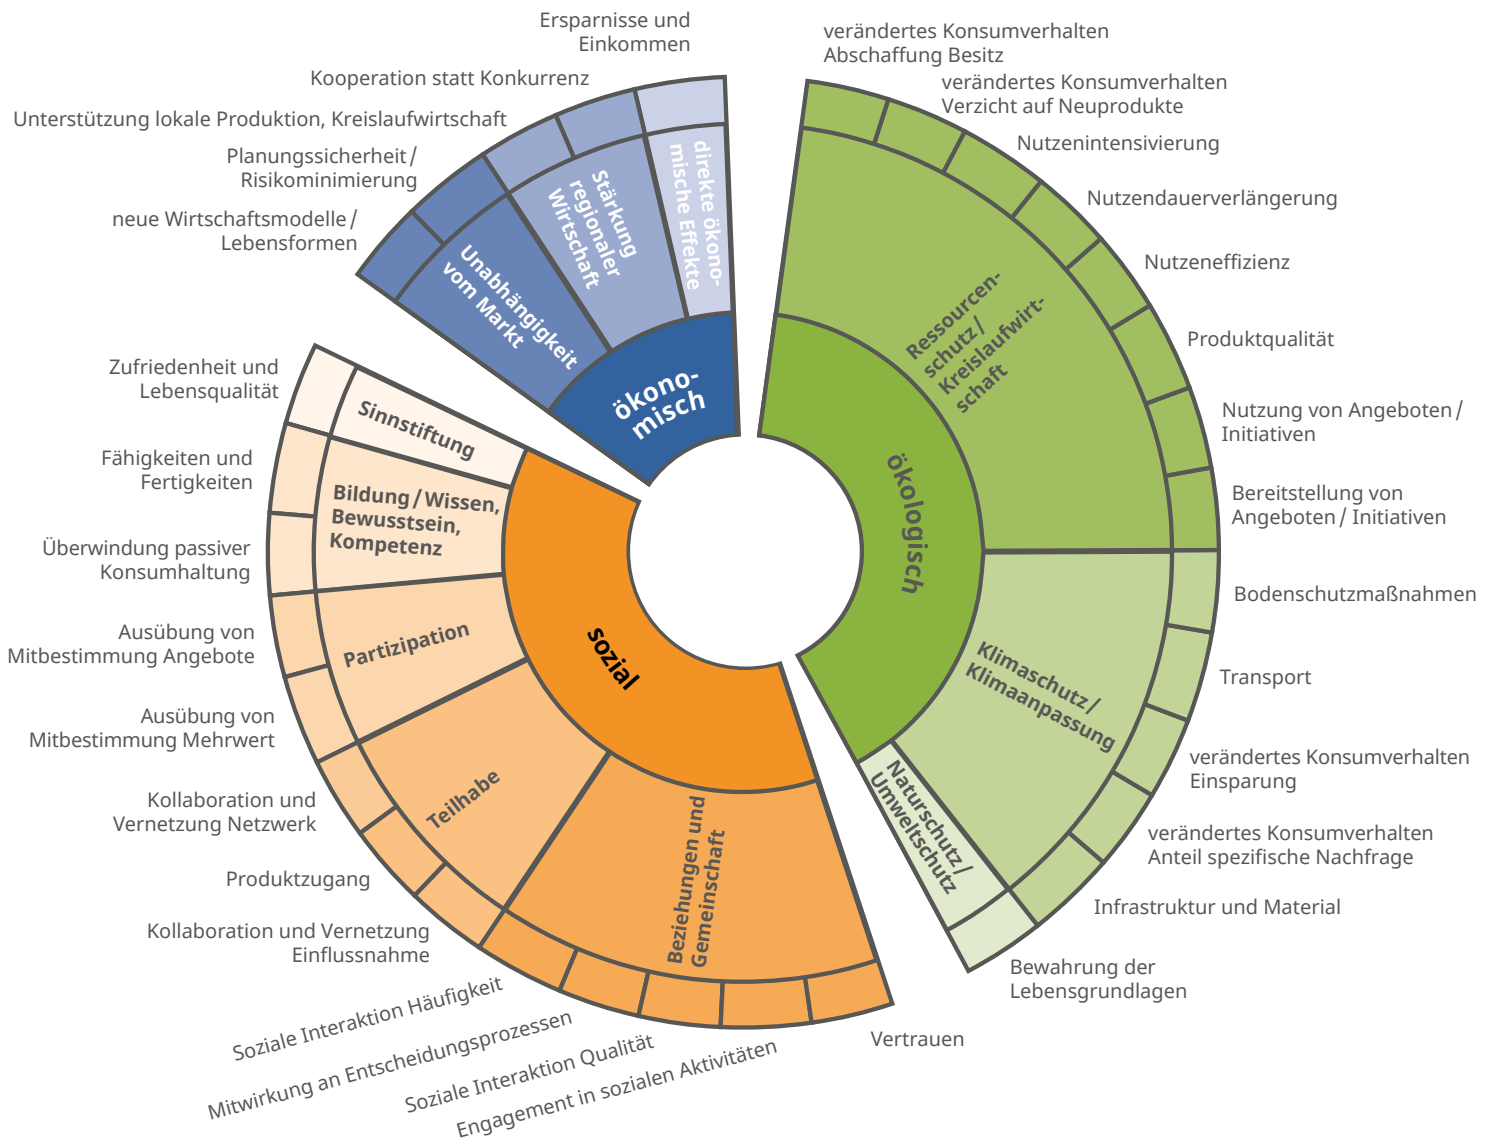 Ersparnisse und
Einkommen
Kooperation statt Konkurrenz
Unterstützung lokale Produktion, Kreislaufwirtschaft
Planungssicherheit/
Risikominimierung
neue Wirtschaftsmodelle/
Lebensformen
direkte ökono-
mische Effekte
Stärkung
regionaler
Wirtschaft
Unabhängigkeit
vom Markt
ökono-
misch
verändertes Konsumverhalten
Abschaffung Besitz
verändertes Konsumverhalten
Verzicht auf Neuprodukte
Nutzenintensivierung
Nutzendauerverlängerung
Nutzeneffizienz
Produktqualität
Nutzung von Angeboten/
Initiativen
Bereitstellung von
Angeboten/ Initiativen
Ressourcen-
schutz/
Kreislaufwirt-
schaft
ökologisch
Bodenschutzmaßnahmen
Transport
verändertes Konsumverhalten
Einsparung
verändertes Konsumverhalten
Anteil spezifische Nachfrage
Infrastruktur und Material
Klimaschutz/
Klimaanpassung
Naturschutz/
Umweltschutz
Bewahrung der
Lebensgrundlagen
Zufriedenheit und
Lebensqualität
Fähigkeiten und
Fertigkeiten
Überwindung passiver
Konsumhaltung
Ausübung von
Mitbestimmung Angebote
Ausübung von
Mitbestimmung Mehrwert
Kollaboration und
Vernetzung Netzwerk
Produktzugang
Kollaboration und Vernetzung
Einflussnahme
Soziale Interaktion Häufigkeit
Mitwirkung an Entscheidungsprozessen
Soziale Interaktion Qualität
Engagement in sozialen Aktivitäten
Vertrauen
Sinnstiftung
Bildung/Wissen,
Bewusstsein,
Kompetenz
Partizipation
Teilhabe
Beziehungen und
Gemeinschaft
sozial